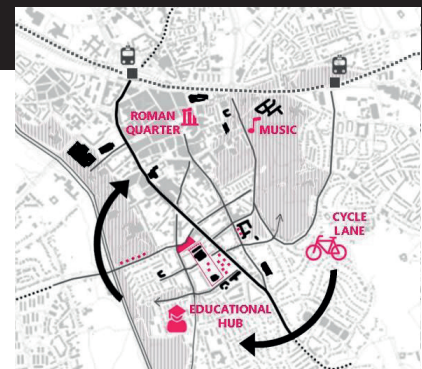 ROMAN
QUARTER
MUSIC
CYCLE
LANE
EDUCATIONAL
HUB